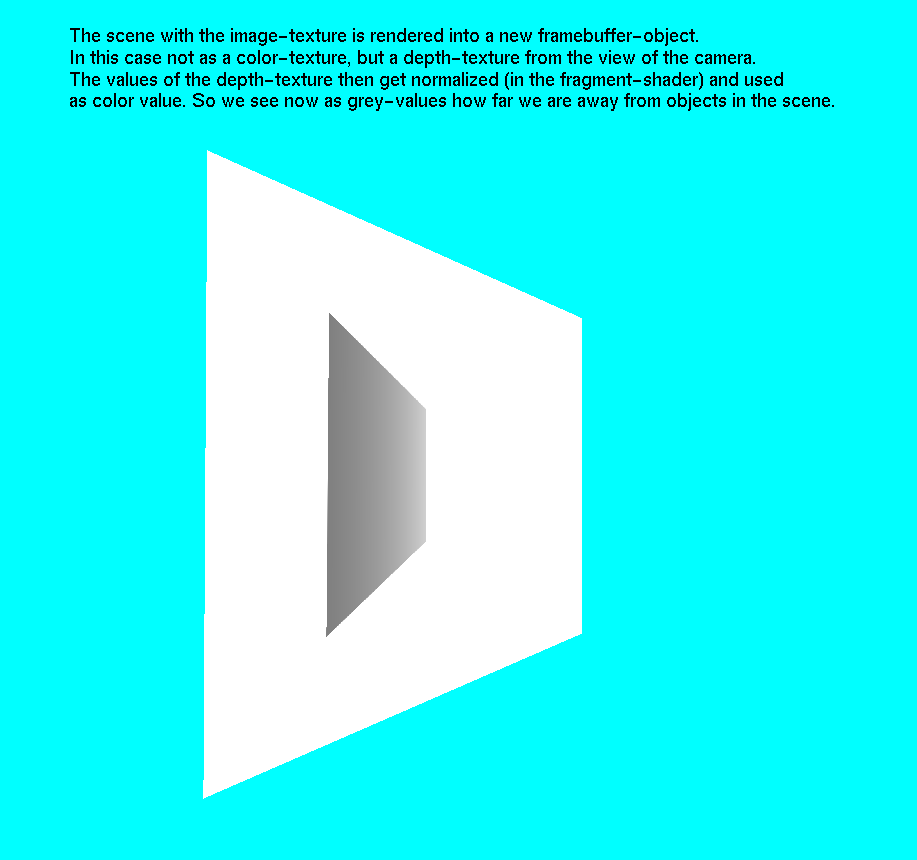 The scene with the image-texture is rendered into a new framebuffer-object.
In this case not as a color-texture, but a depth-texture from the view of the camera.
The values of the depth-texture then get normalized (in the fragment-shader) and used
as color value. So we see now as grey-values how far we are away from objects in the scene.